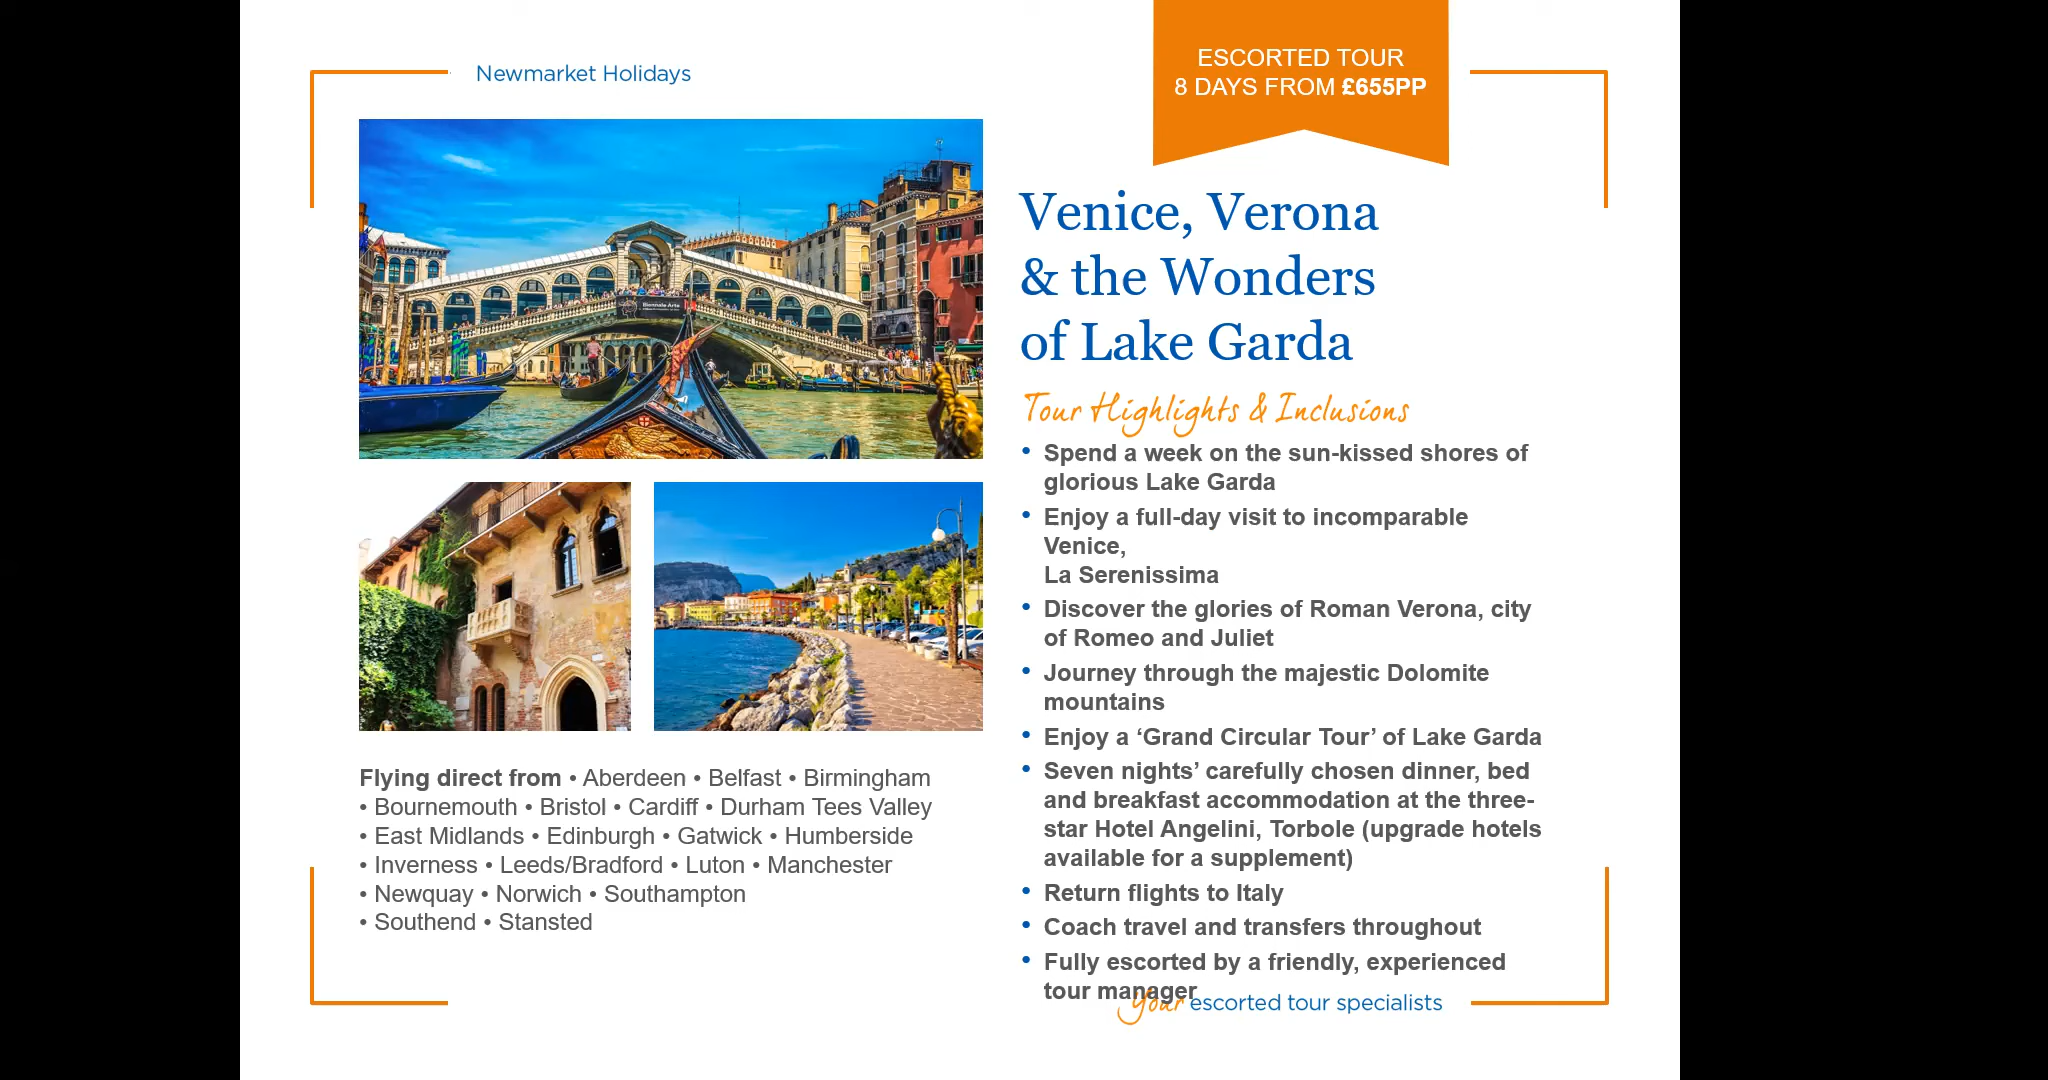 Newmarket Holidays
ESCORTED TOUR
8 DAYS FROM £655PP
Venice, Verona
& the Wonders
of Lake Garda
Tour Highlights & Inclusions
• Spend a week on the sun-kissed shores of
glorious Lake Garda
• Enjoy a full-day visit to incomparable
Venice,
La Serenissima
• Discover the glories of Roman Verona, city
of Romeo and Juliet
• Journey through the majestic Dolomite
mountains
• Enjoy a ‘Grand Circular Tour’ of Lake Garda
• Seven nights’ carefully chosen dinner, bed
and breakfast accommodation at the three-
star Hotel Angelini, Torbole (upgrade hotels
available for a supplement)
• Return flights to Italy
• Coach travel and transfers throughout
• Fully escorted by a friendly, experienced
tour manager
Biennale Arte
Flying direct from • Aberdeen • Belfast • Birmingham
• Bournemouth • Bristol • Cardiff • Durham Tees Valley
• East Midlands • Edinburgh • Gatwick • Humberside
• Inverness • Leeds/Bradford • Luton • Manchester
• Newquay • Norwich • Southampton
• Southend • Stansted
Your escorted tour specialists